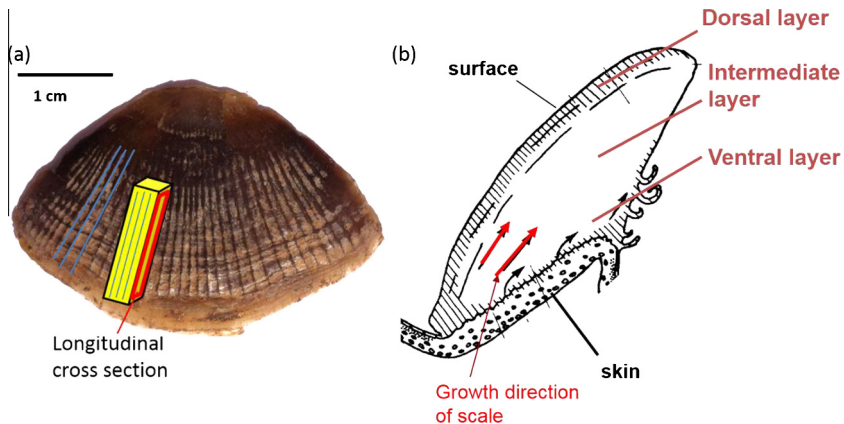 (a)
1 cm
Longitudinal
cross section
(b)
Dorsal layer
surface
Intermediate
layer
Ventral layer
skin
Growth direction
of scale